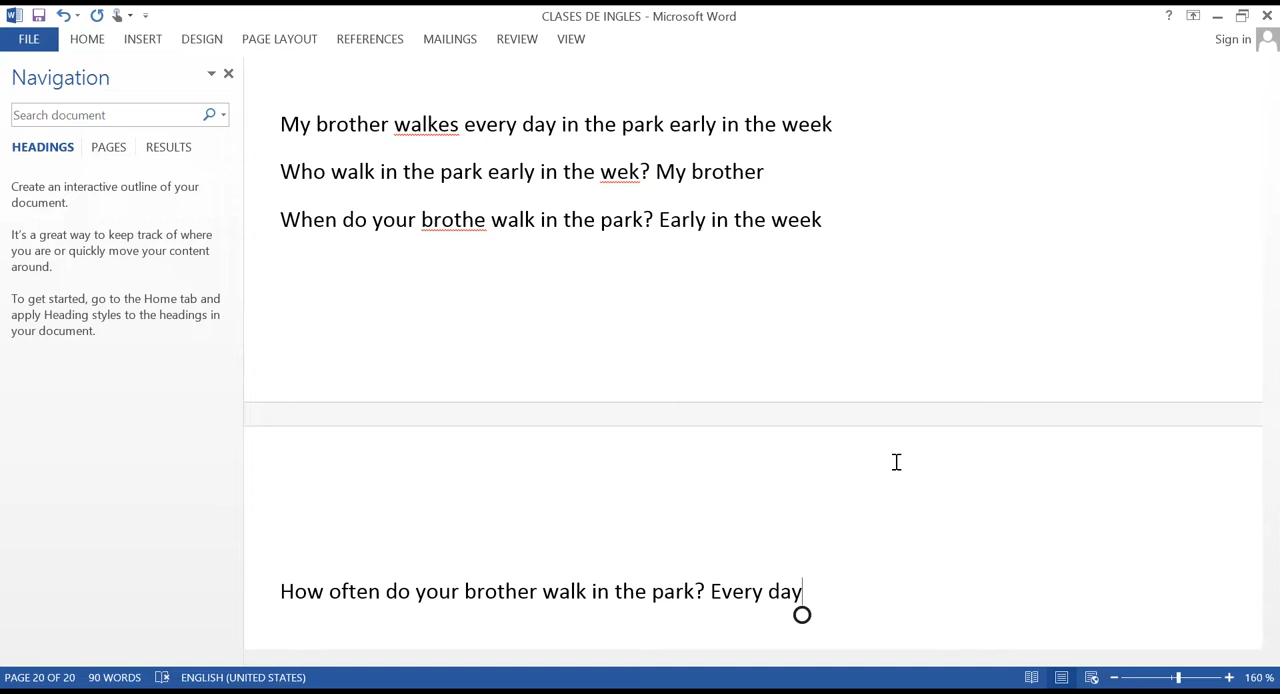 CLASES DE INGLES - Microsoft Word
?
FILE HOME INSERT DESIGN PAGE LAYOUT REFERENCES MAILINGS REVIEW VIEW Sign in
Navigation
Search document
HEADINGS PAGES RESULTS
Create an interactive outline of your
document.
It's a great way to keep track of where
you are or quickly move your content
around.
To get started, go to the Home tab and
apply Heading styles to the headings in
your document.
My brother walkes every day in the park early in the week
Who walk in the park early in the wek? My brother
When do your brothe walk in the park? Early in the week
How often do your brother walk in the park? Every day
PAGE 20 OF 20 90 WORDS ENGLISH (UNITED STATES) 160 %